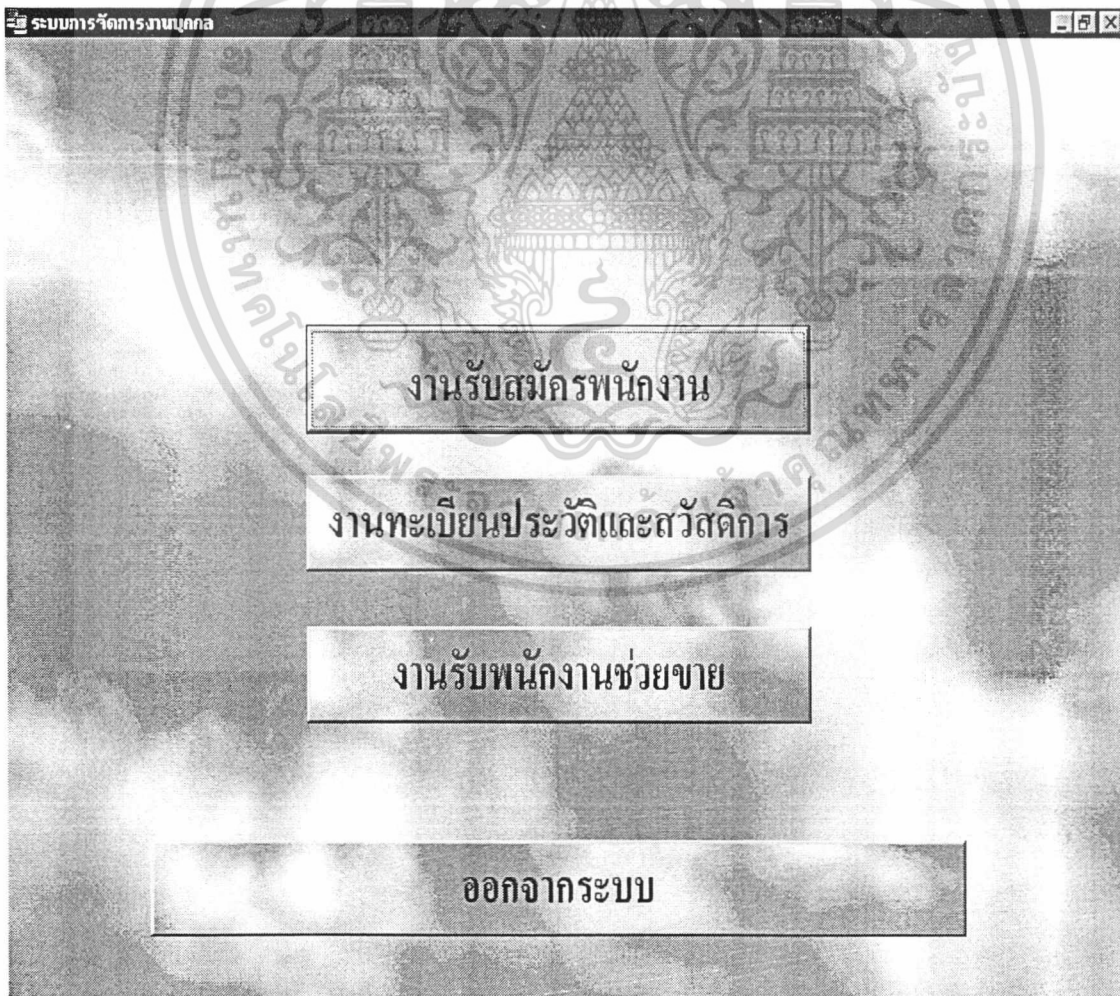 ระบบการจัดการงานบุคคล
งานรับสมัครพนักงาน
งานทะเบียนประวัติและสวัสดิการ
งานรับพนักงานช่วยขาย
ออกจากระบบ